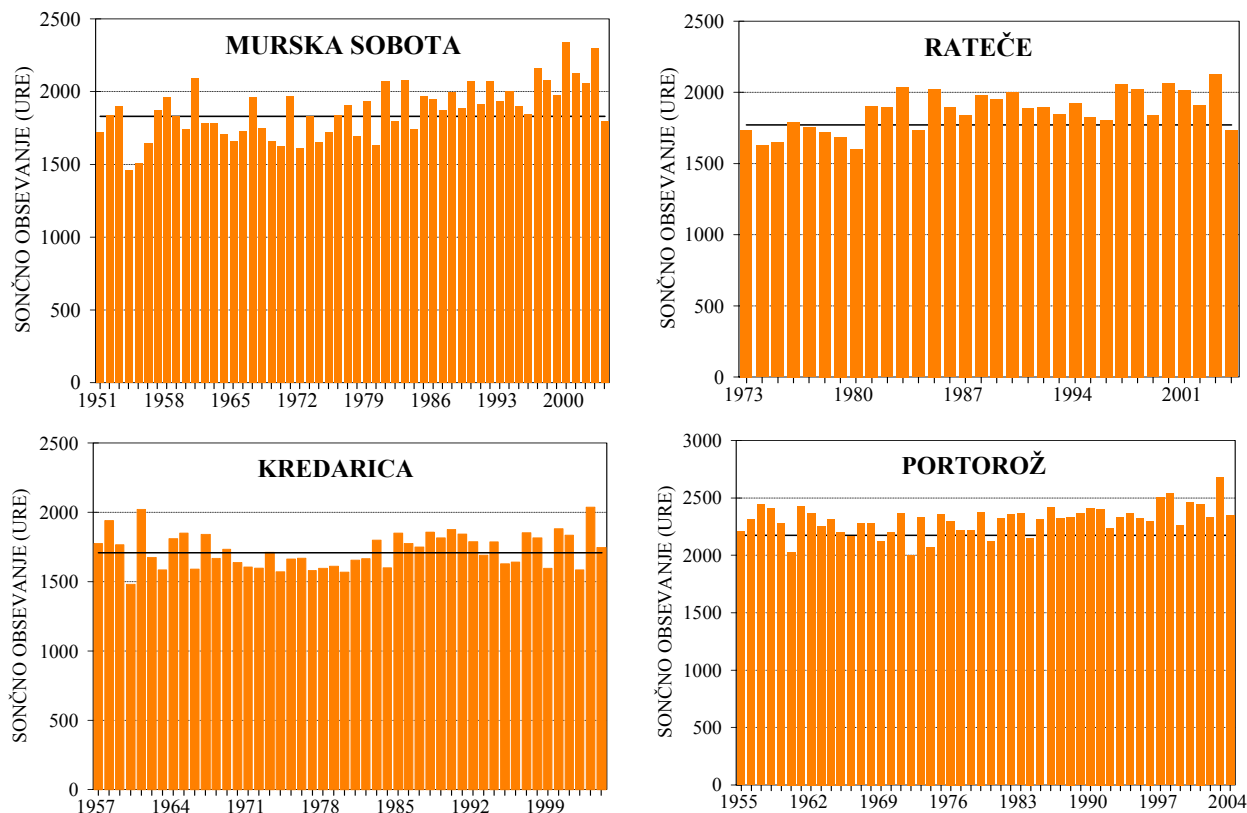 MURSKA SOBOTA
SONČNO OBSEVANJE (URE)
2500
2000
1500
1000
500
0
1951 1958 1965 1972 1979 1986 1993 2000
RATEČE
SONČNO OBSEVANJE (URE)
2500
2000
1500
1000
500
0
1973 1980 1987 1994 2001
KREDARICA
SONČNO OBSEVANJE (URE)
2500
2000
1500
1000
500
0
1957 1964 1971 1978 1985 1992 1999
PORTOROŽ
SONČNO OBSEVANJE (URE)
3000
2500
2000
1500
1000
500
0
1955 1962 1969 1976 1983 1990 1997 2004